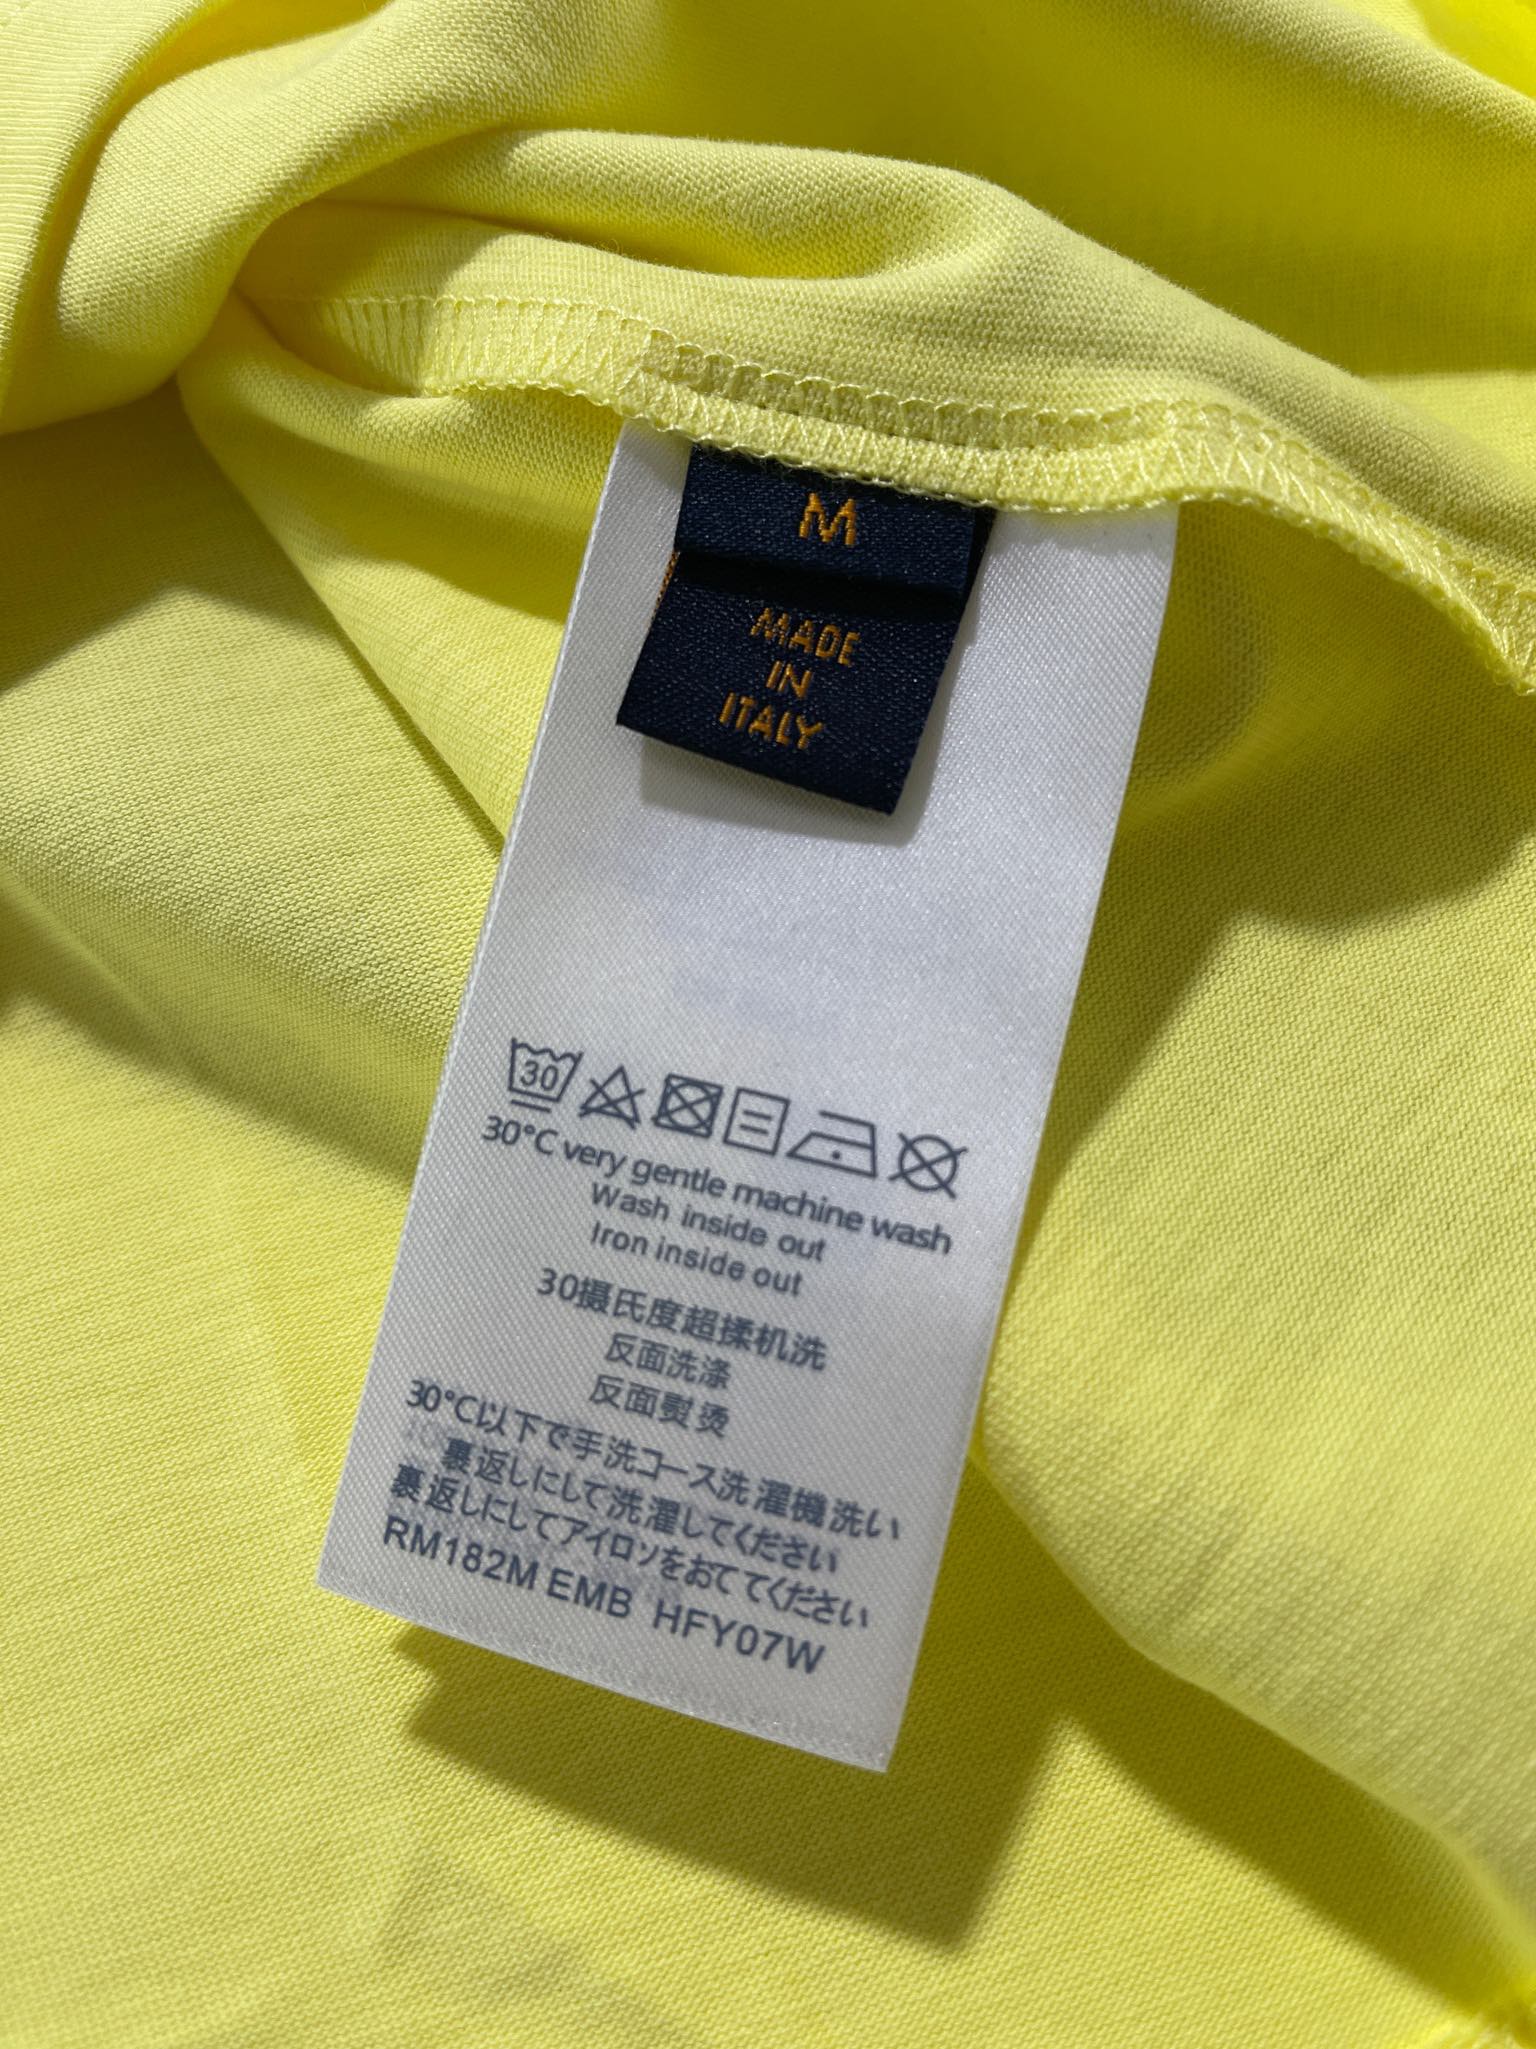 M
MADE
IN
ITALY
30
30°C very gentle machine wash
Wash inside out
Iron inside out
30摄氏度超揉机洗
反面洗涤
反面熨烫
30°C以下で手洗コース洗濯機洗い
裏返しにして洗濯してください
裏返しにしてアイロンをおててください
RM182M EMB HFY07W